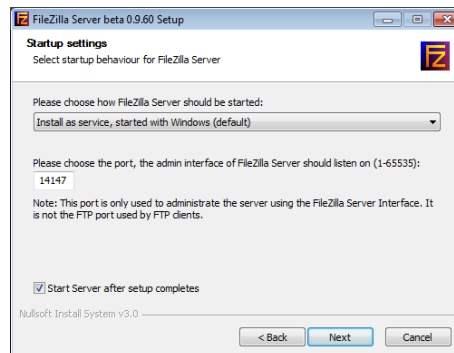 FileZilla Server beta 0.9.60 Setup
Startup settings
Select startup behaviour for FileZilla Server
Please choose how FileZilla Server should be started:
Install as service, started with Windows (default)
Please choose the port, the admin interface of FileZilla Server should listen on (1-65535):
14147
Note: This port is only used to administrate the server using the FileZilla Server Interface. It
is not the FTP port used by FTP clients.
Start Server after setup completes
Nullsoft Install System v3.0
< Back Next Cancel